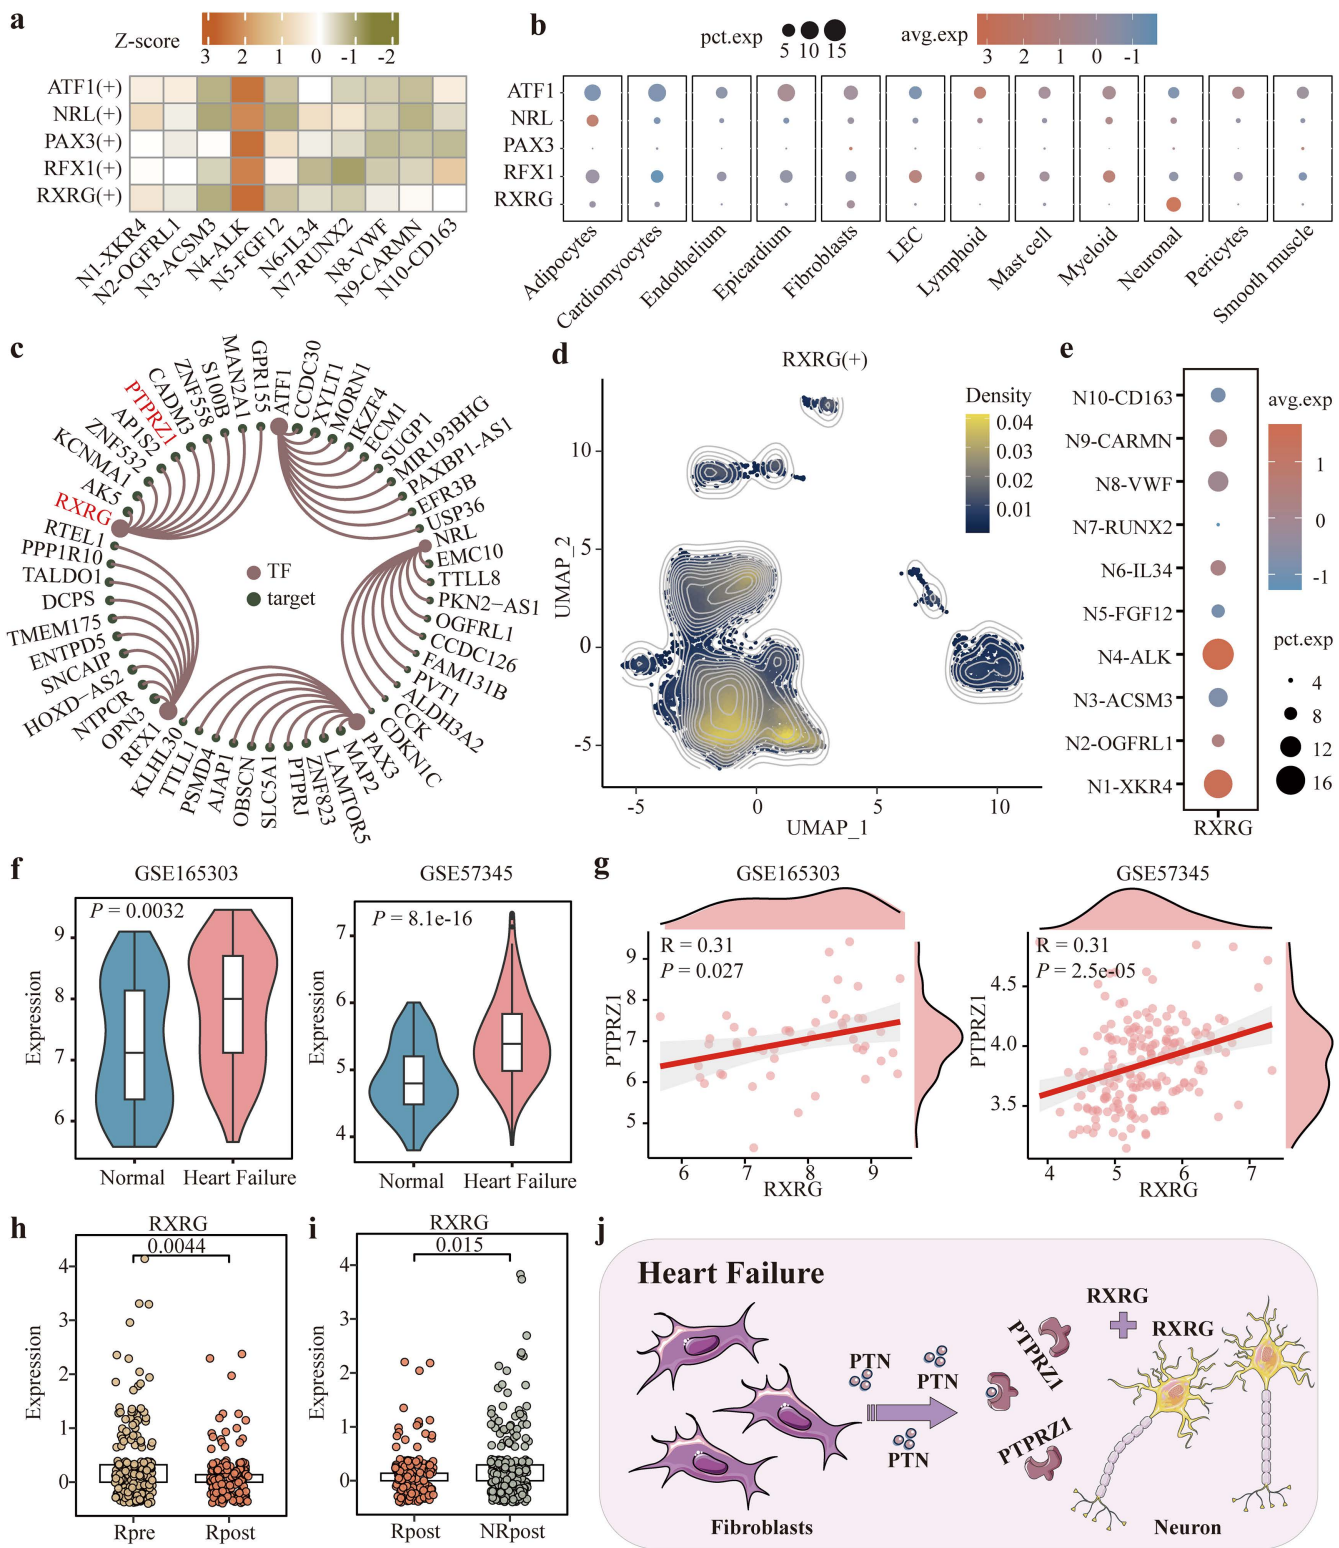 a
Z-score
3 2 1 0 -1 -2
ATF1(+)
NRL(+)
PAX3(+)
RFX1(+)
RXRG(+)
N1-XKR4
N2-OGFRL1
N3-ACSM3
N4-ALK
N5-FGF12
N6-IL34
N7-RUNX2
N8-VWF
N9-CARMN
N10-CD163
b
pct.exp
5 10 15
avg.exp
3 2 1 0 -1
ATF1
NRL
PAX3
RFX1
RXRG
Adipocytes
Cardiomyocytes
Endothelium
Epicardium
Fibroblasts
LEC
Lymphoid
Mast cell
Myeloid
Neuronal
Pericytes
Smooth muscle
c
ATF1
CCDC30
XYLT1
MORN1
IKZF4
ECM1
SUGP1
MIR193BHG
PAXBP1-AS1
EFR3B
USP36
NRL
EMC10
TTLL8
PKN2-AS1
OGFRL1
CCDC126
FAM131B
PVT1
ALDH3A2
CCK
CDKN1C
PAX3
MAP2
LAMTOR5
ZNF823
PTPRJ
SLC5A1
OBSCN
AJAP1
PSMD4
TTLL1
KLHL30
RFX1
OPN3
NTPCR
HOXD-AS2
SNCAIP
ENTPD5
TMEM175
DCPS
TALDO1
PPP1R10
RTEL1
RXRG
AK5
KCNMA1
ZNF532
AP1S2
PTPRZ1
CADM3
ZNF558
S100B
MAN2A1
GPR155
TF
target
d
RXRG(+)
Density
0.04
0.03
0.02
0.01
UMAP_2
10
5
0
-5
-5 0 5 10
UMAP_1
e
N10-CD163
N9-CARMN
N8-VWF
N7-RUNX2
N6-IL34
N5-FGF12
N4-ALK
N3-ACSM3
N2-OGFRL1
N1-XKR4
RXRG
avg.exp
1
0
-1
pct.exp
4
8
12
16
f
GSE165303
P = 0.0032
Expression
9
8
7
6
Normal Heart Failure
GSE57345
P = 8.1e-16
Expression
7
6
5
4
Normal Heart Failure
g
GSE165303
R = 0.31
P = 0.027
PTPRZ1
9
8
7
6
5
6 7 8 9
RXRG
GSE57345
R = 0.31
P = 2.5e-05
PTPRZ1
4.5
4.0
3.5
4 5 6 7
RXRG
h
RXRG
0.0044
Expression
4
3
2
1
0
Rpre Rpost
i
RXRG
0.015
Expression
4
3
2
1
0
Rpost NRpost
j
Heart Failure
PTN
PTN
PTN
PTPRZ1
PTPRZ1
RXRG
RXRG
Fibroblasts
Neuron